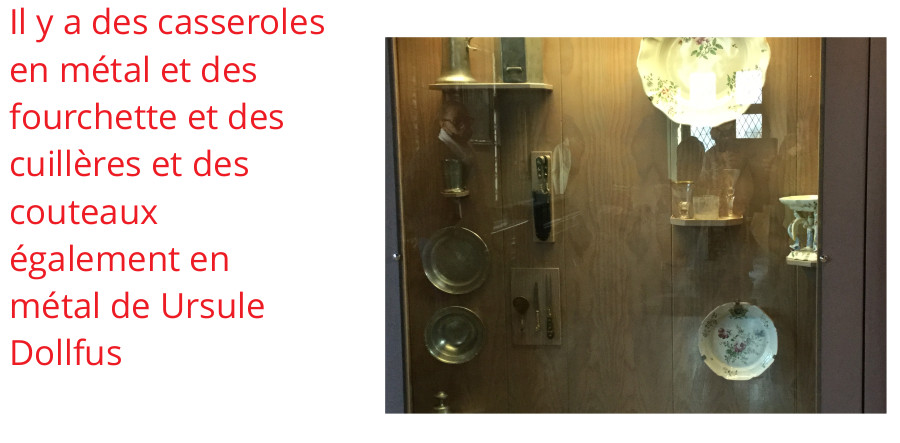 Il y a des casseroles
en métal et des
fourchette et des
cuillères et des
couteaux
également en
métal de Ursule
Dollfus